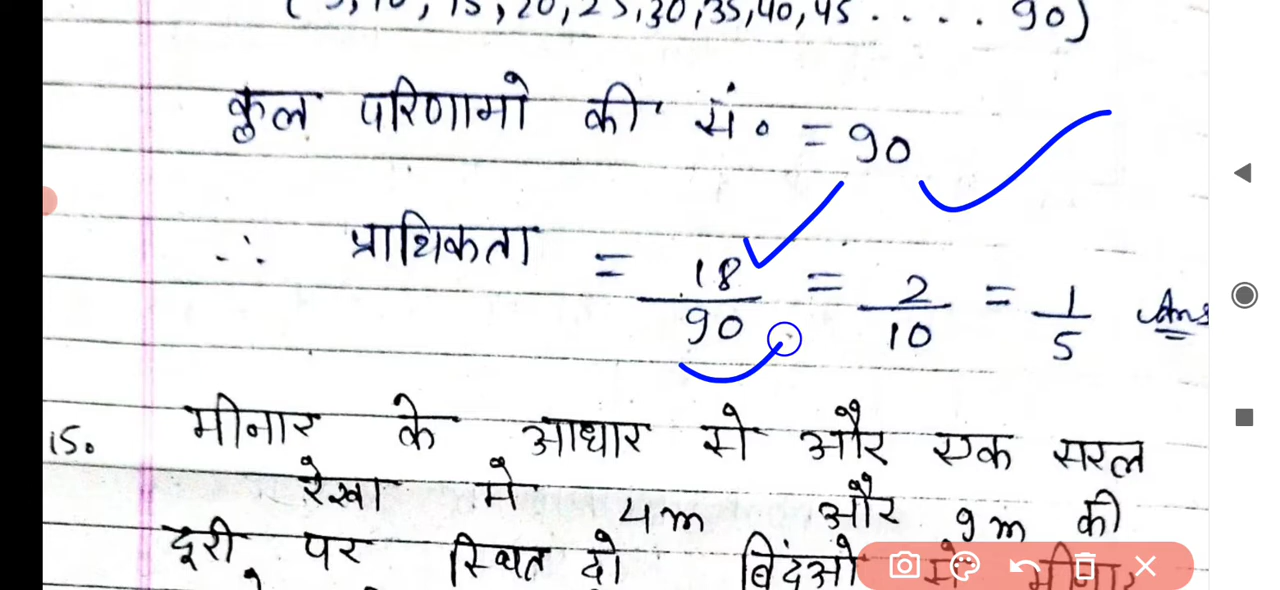 (5,10,15,20,25,30,35,40,45.....90)
कुल परिणामो की सं॰ = 90
∴ प्राथिकता = 18/90 = 2/10 = 1/5 Ans
15. मीनार के आधार से और एक सरल
रेखा मे 4m और 9m की
दूरी पर स्थित दो बिंदओ से मीनार